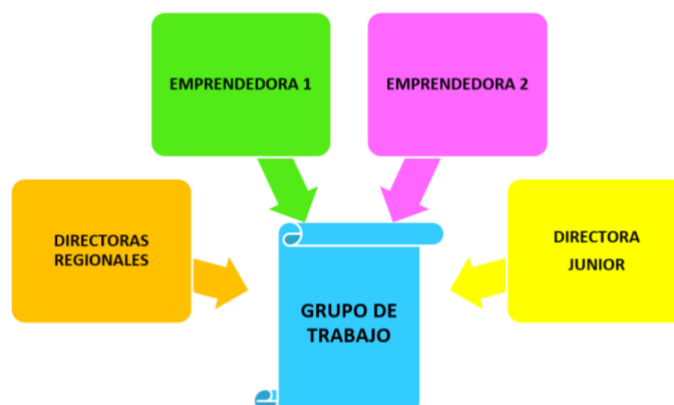 EMPRENDEDORA 1
EMPRENDEDORA 2
DIRECTORAS
REGIONALES
DIRECTORA
JUNIOR
GRUPO DE
TRABAJO